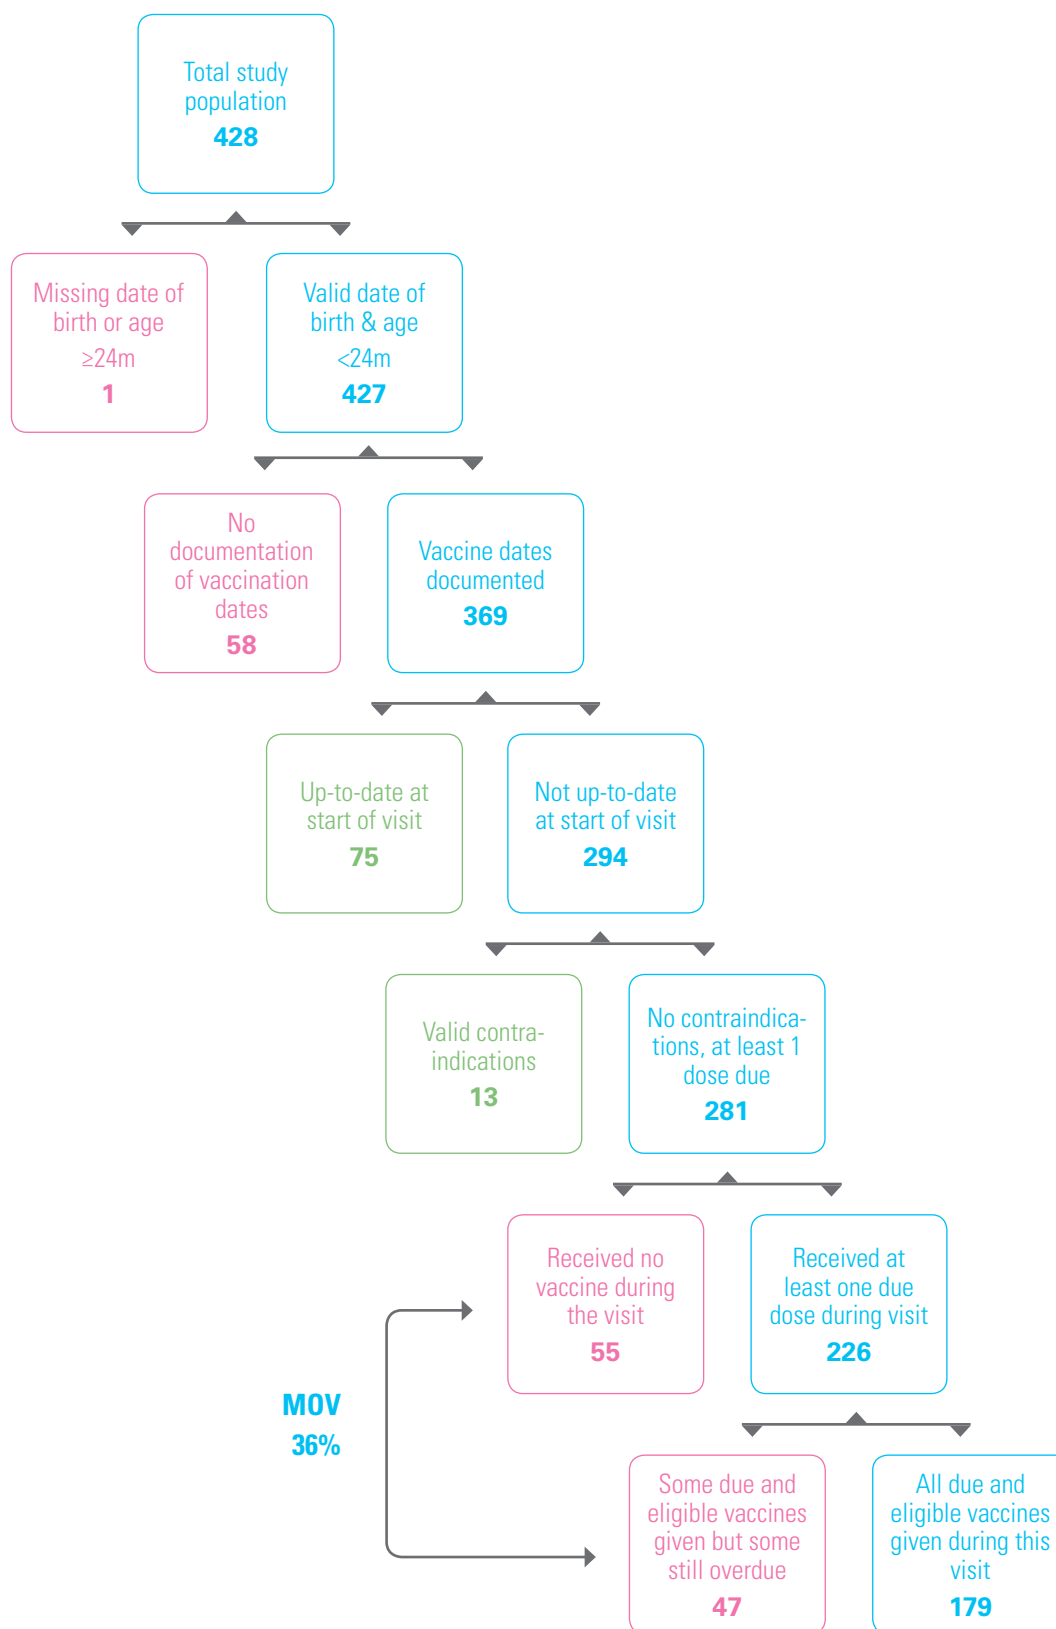 Total study
population
428
Missing date of
birth or age
≥24m
1
Valid date of
birth & age
<24m
427
No
documentation
of vaccination
dates
58
Vaccine dates
documented
369
Up-to-date at
start of visit
75
Not up-to-date
at start of visit
294
Valid contra-
indications
13
No contraindica-
tions, at least 1
dose due
281
Received no
vaccine during
the visit
55
Received at
least one due
dose during visit
226
MOV
36%
Some due and
eligible vaccines
given but some
still overdue
47
All due and
eligible vaccines
given during this
visit
179